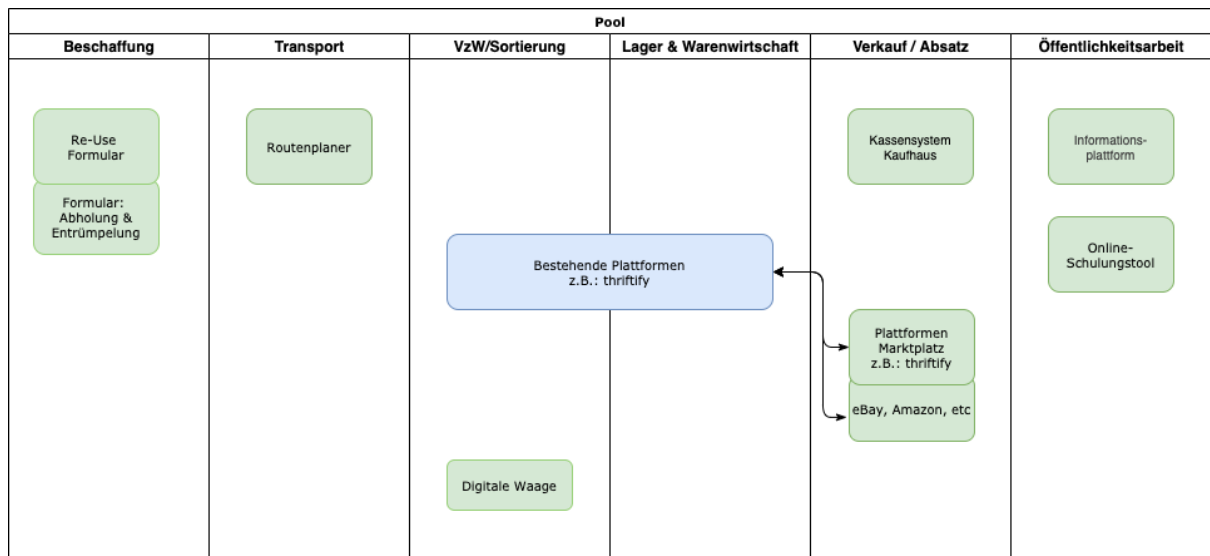 Pool
Beschaffung
Transport
VzW/Sortierung
Lager & Warenwirtschaft
Verkauf / Absatz
Öffentlichkeitsarbeit
Re-Use
Formular
Formular:
Abholung &
Entrümpelung
Routenplaner
Bestehende Plattformen
z.B.: thriftify
Digitale Waage
Kassensystem
Kaufhaus
Plattformen
Marktplatz
z.B.: thriftify
eBay, Amazon, etc
Informations-
plattform
Online-
Schulungstool